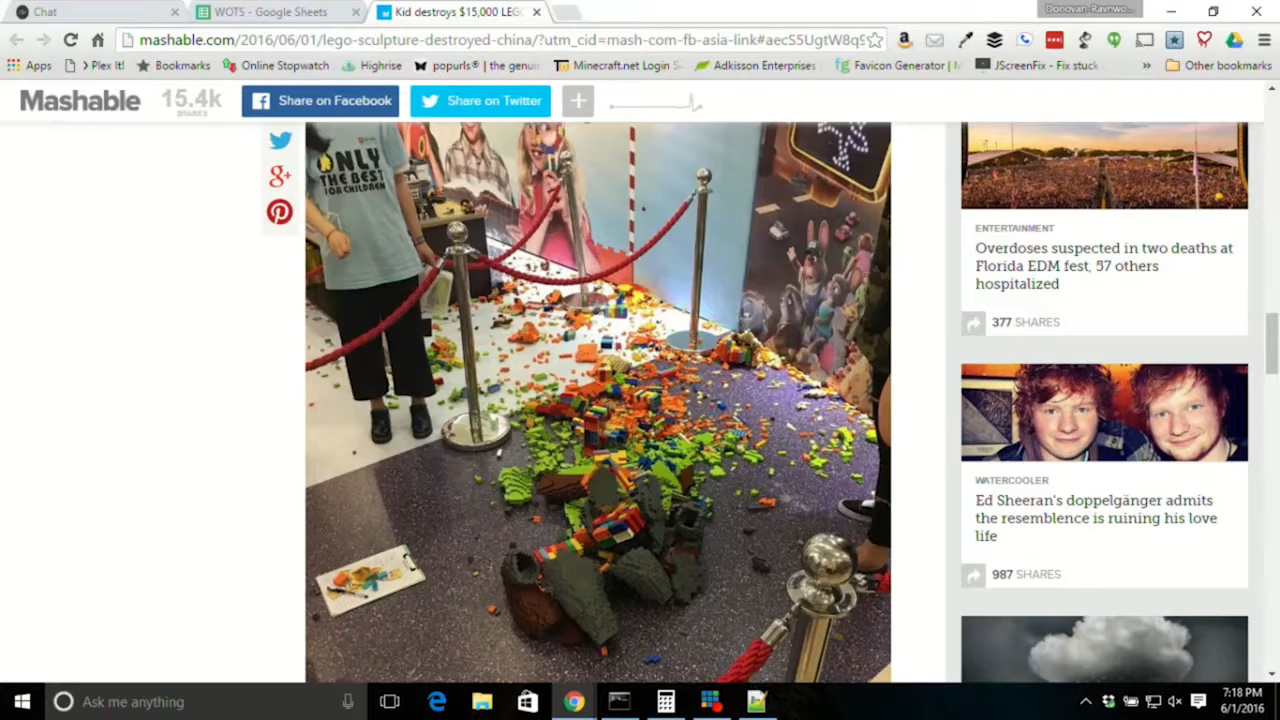 Chat
WOTS - Google Sheets
Kid destroys $15,000 LEG
Donovan-Ravnwo...
mashable.com/2016/06/01/lego-sculpture-destroyed-china/?utm_cid=mash-com-fb-asia-link#aecS5UgtW8qS
Apps
> Plex It!
Bookmarks
Online Stopwatch
Highrise
popurls® | the genui
Minecraft.net Login S
Adkisson Enterprises
Favicon Generator |
JScreenFix - Fix stuck
»
Other bookmarks
Mashable
15.4k
SHARES
Share on Facebook
Share on Twitter
+
g+
ONLY
THE BEST
FOR CHILDREN
ENTERTAINMENT
Overdoses suspected in two deaths at
Florida EDM fest, 57 others
hospitalized
377 SHARES
WATERCOOLER
Ed Sheeran's doppelgänger admits
the resemblence is ruining his love
life
987 SHARES
Ask me anything
7:18 PM
6/1/2016